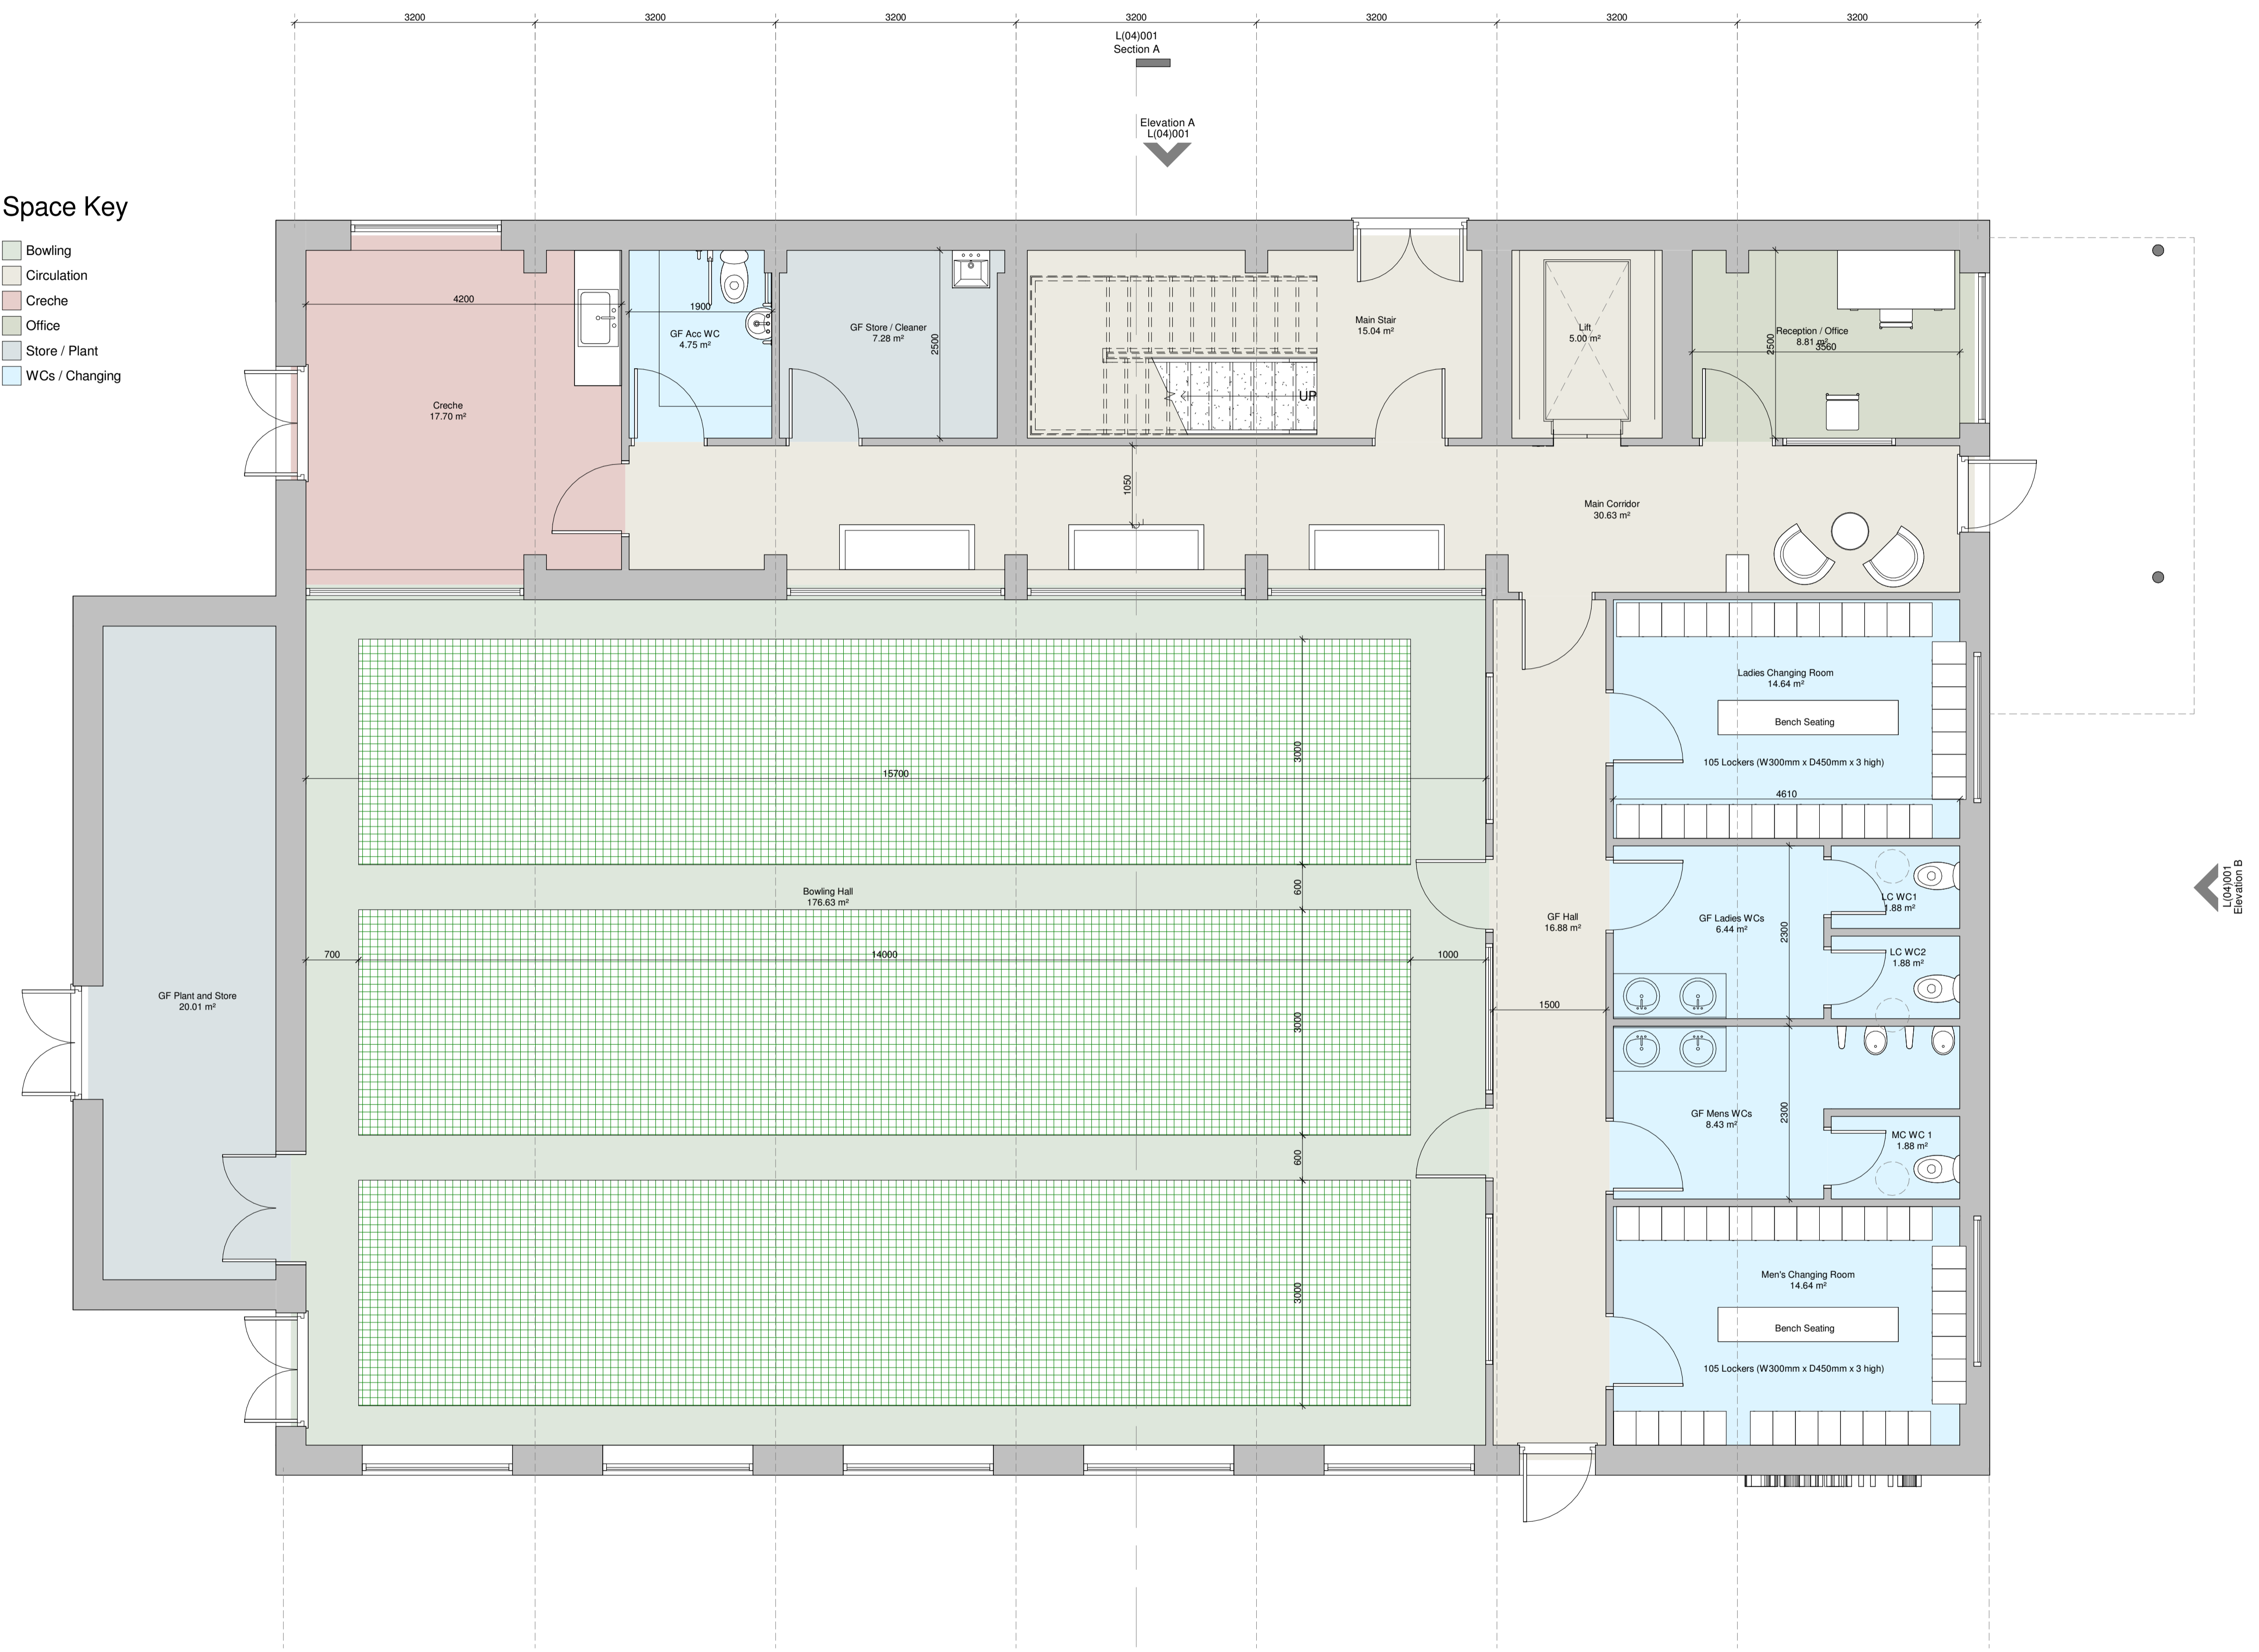 3200
3200
3200
3200
3200
3200
3200
L(04)001
Section A
Elevation A
L(04)001
Space Key
Bowling
Circulation
Creche
Office
Store / Plant
WCs / Changing
4200
1900
GF Acc WC
4.75 m²
GF Store / Cleaner
7.28 m²
2500
Main Stair
15.04 m²
UP
Lift
5.00 m²
Reception / Office
8.81 m²
2500
3560
Creche
17.70 m²
1050
Main Corridor
30.63 m²
Ladies Changing Room
14.64 m²
Bench Seating
105 Lockers (W300mm x D450mm x 3 high)
4610
3000
15700
600
Bowling Hall
176.63 m²
GF Hall
16.88 m²
GF Ladies WCs
6.44 m²
2300
LC WC1
1.88 m²
LC WC2
1.88 m²
L(04)001
Elevation B
700
14000
1000
GF Plant and Store
20.01 m²
3000
1500
GF Mens WCs
8.43 m²
2300
MC WC 1
1.88 m²
600
3000
Men's Changing Room
14.64 m²
Bench Seating
105 Lockers (W300mm x D450mm x 3 high)